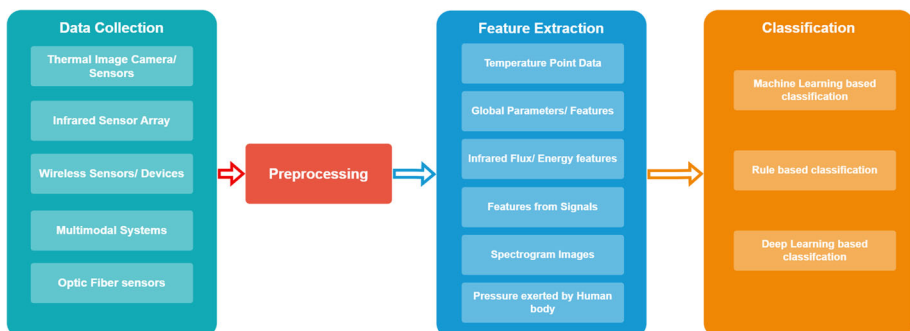 Data Collection
Thermal Image Camera/
Sensors
Infrared Sensor Array
Wireless Sensors/ Devices
Multimodal Systems
Optic Fiber sensors
Preprocessing
Feature Extraction
Temperature Point Data
Global Parameters/ Features
Infrared Flux/ Energy features
Features from Signals
Spectrogram Images
Pressure exerted by Human
body
Classification
Machine Learning based
classification
Rule based classification
Deep Learning based
classifcation